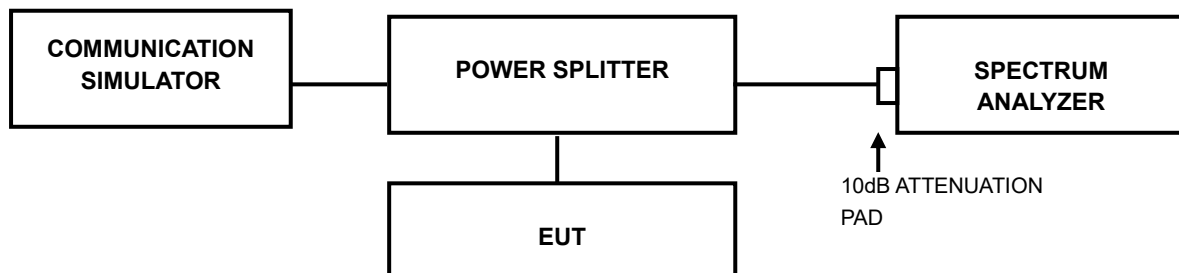 COMMUNICATION
SIMULATOR
POWER SPLITTER
SPECTRUM
ANALYZER
10dB ATTENUATION
PAD
EUT